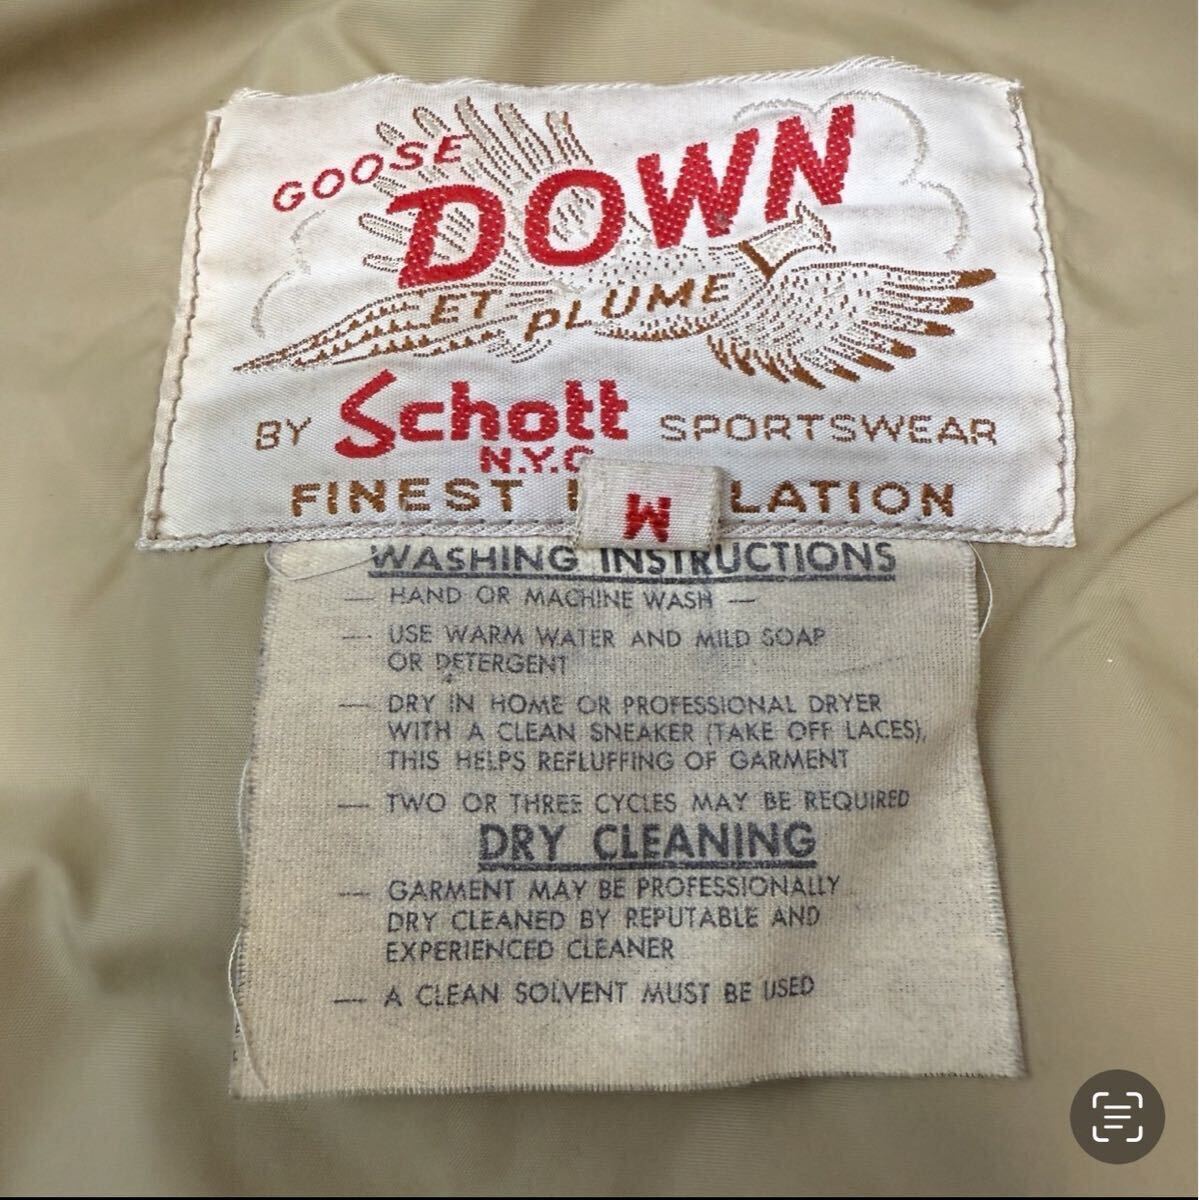 GOOSE
DOWN
ET PLUME
BY Schott SPORTSWEAR
N.Y.C
FINEST LATION
M
WASHING INSTRUCTIONS
— HAND OR MACHINE WASH —
— USE WARM WATER AND MILD SOAP
OR DETERGENT
— DRY IN HOME OR PROFESSIONAL DRYER
WITH A CLEAN SNEAKER (TAKE OFF LACES),
THIS HELPS REFLUFFING OF GARMENT
— TWO OR THREE CYCLES MAY BE REQUIRED
DRY CLEANING
— GARMENT MAY BE PROFESSIONALLY
DRY CLEANED BY REPUTABLE AND
EXPERIENCED CLEANER
— A CLEAN SOLVENT MUST BE USED